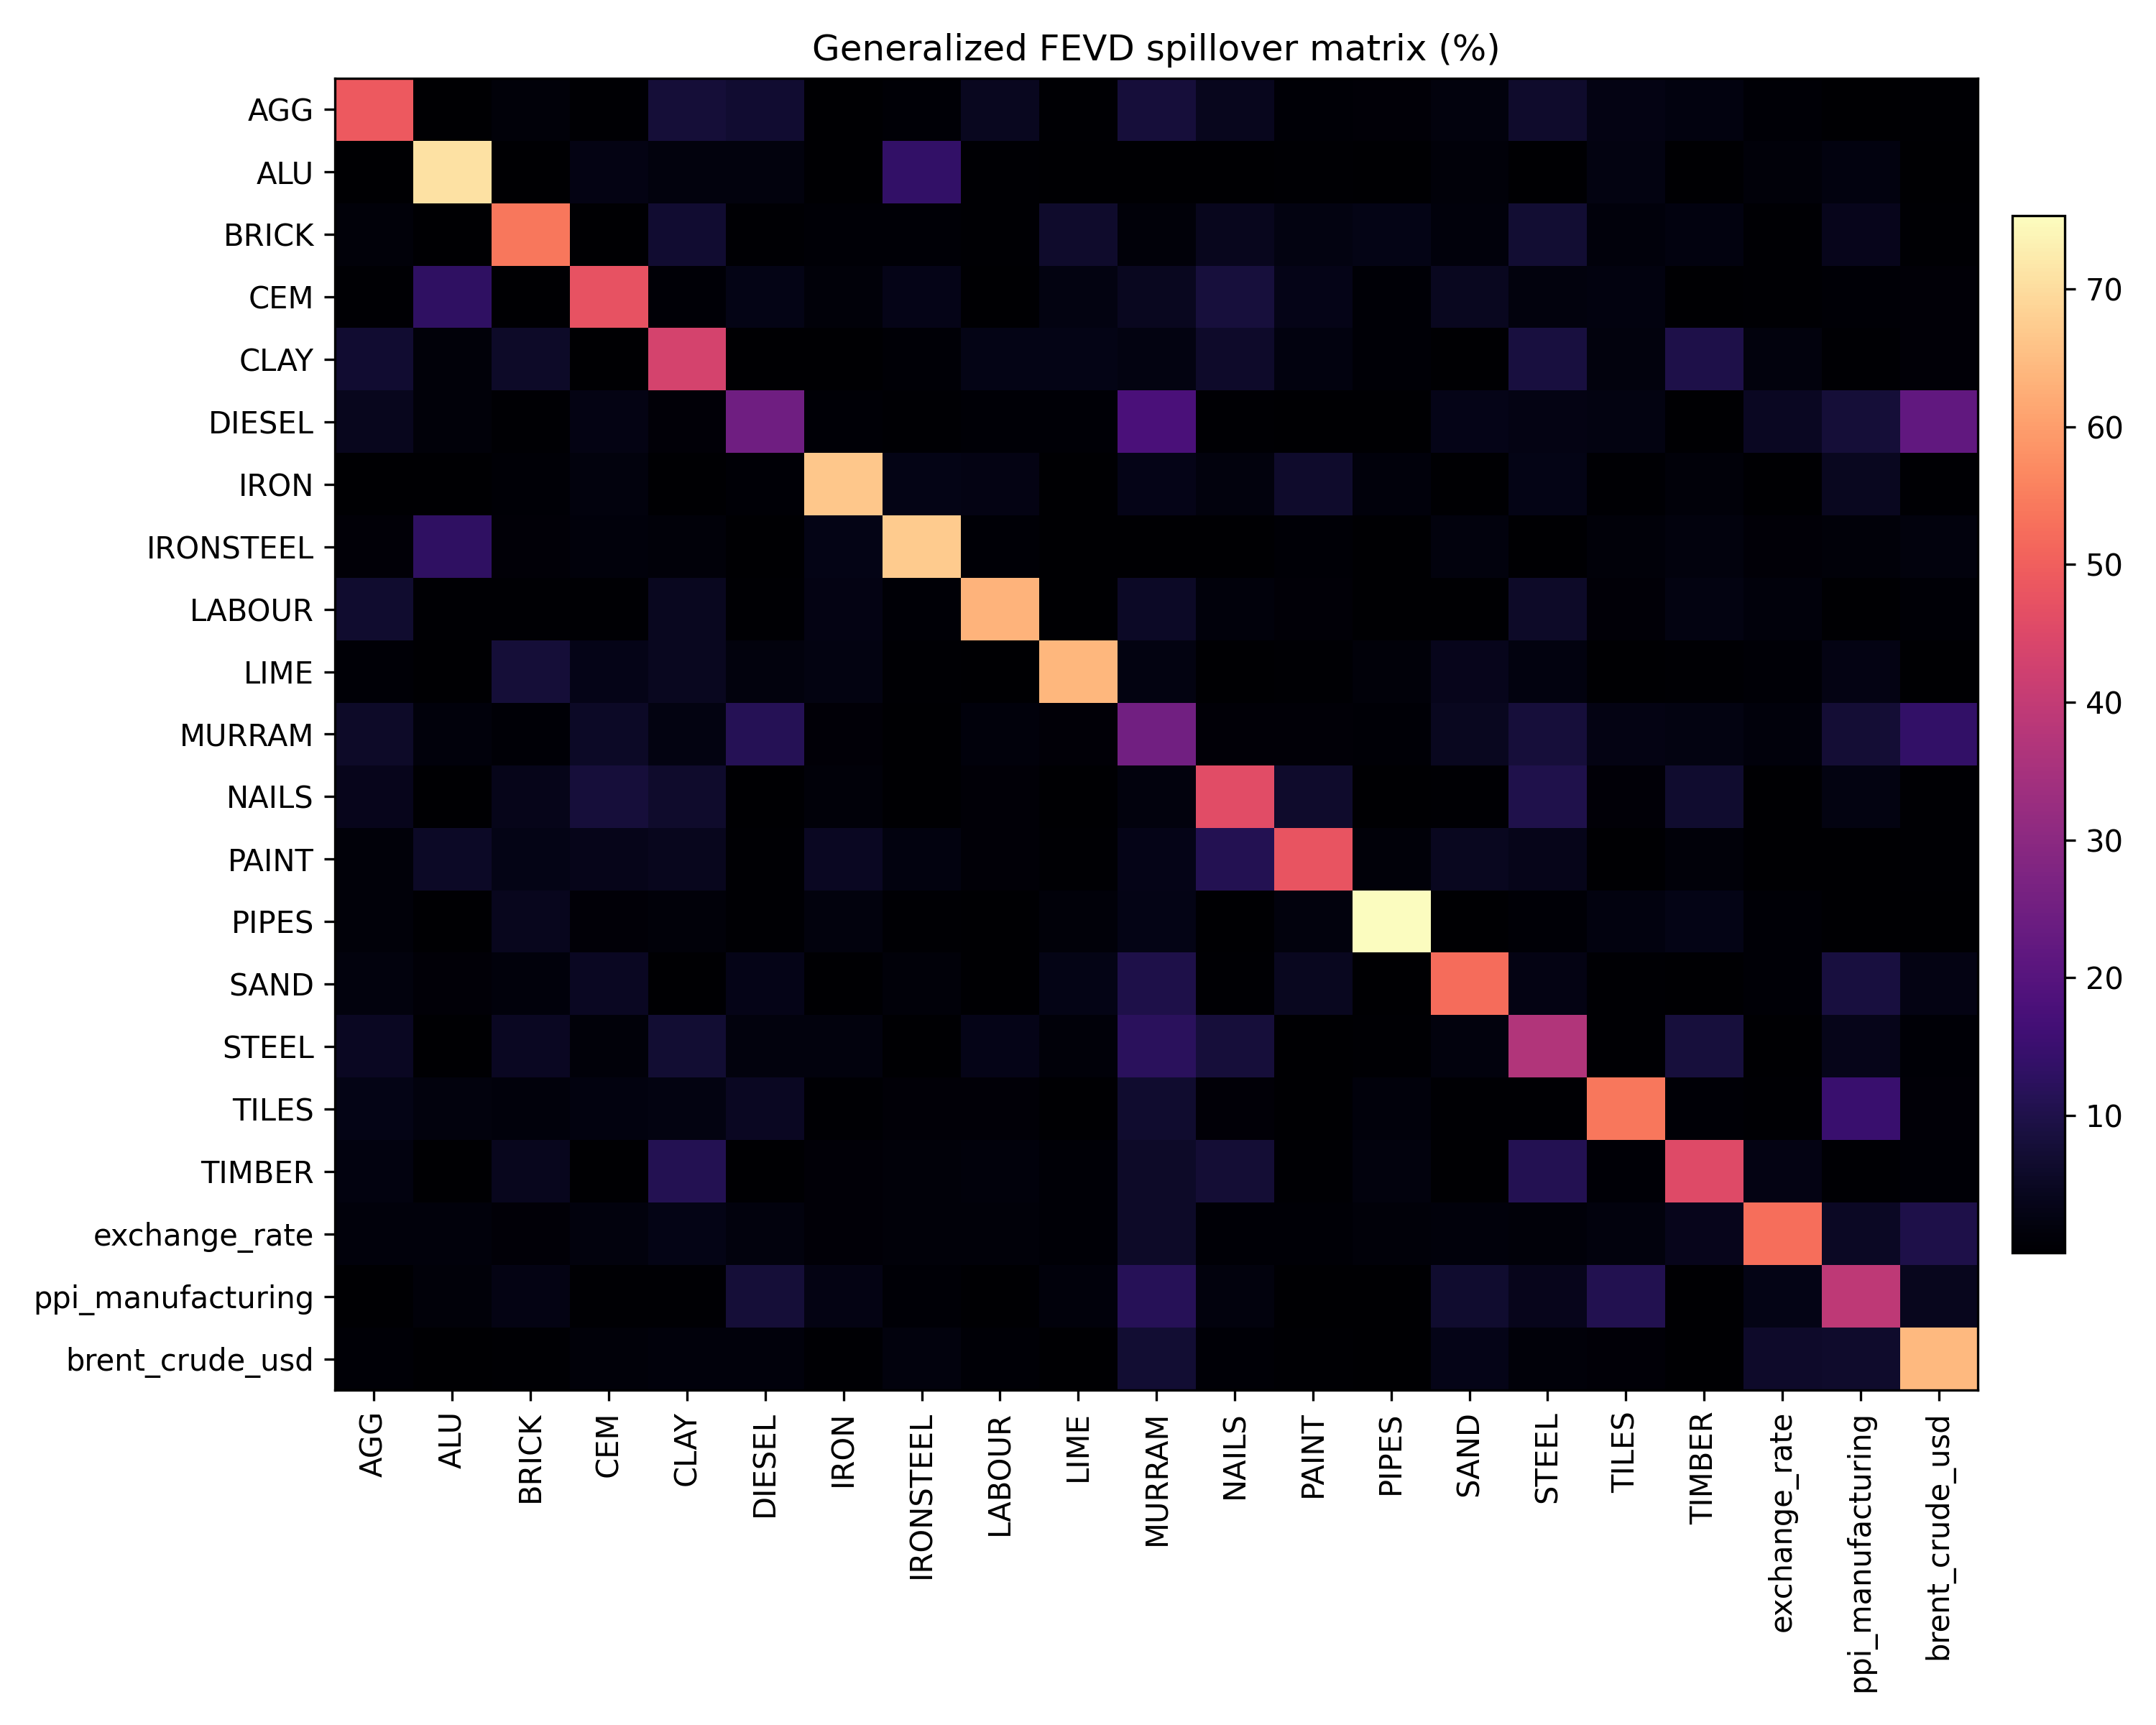 Generalized FEVD spillover matrix (%)
AGG
ALU
BRICK
CEM
CLAY
DIESEL
IRON
IRONSTEEL
LABOUR
LIME
MURRAM
NAILS
PAINT
PIPES
SAND
STEEL
TILES
TIMBER
exchange_rate
ppi_manufacturing
brent_crude_usd
AGG
ALU
BRICK
CEM
CLAY
DIESEL
IRON
IRONSTEEL
LABOUR
LIME
MURRAM
NAILS
PAINT
PIPES
SAND
STEEL
TILES
TIMBER
exchange_rate
ppi_manufacturing
brent_crude_usd
70
60
50
40
30
20
10